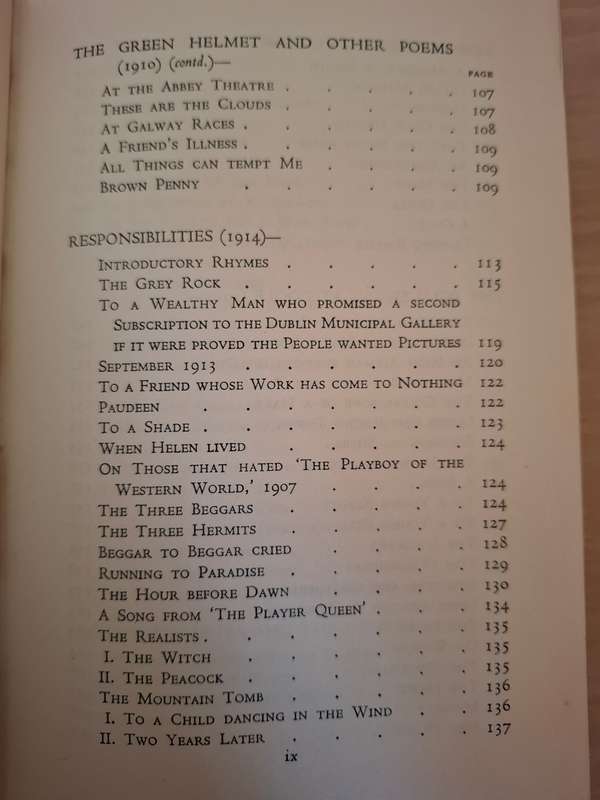 THE GREEN HELMET AND OTHER POEMS
(1910) (contd.)—
PAGE
AT THE ABBEY THEATRE . . . . . 107
THESE ARE THE CLOUDS . . . . . 107
AT GALWAY RACES . . . . . . 108
A FRIEND'S ILLNESS . . . . . . 109
ALL THINGS CAN TEMPT ME . . . . 109
BROWN PENNY . . . . . . 109
RESPONSIBILITIES (1914)—
INTRODUCTORY RHYMES . . . . . 113
THE GREY ROCK . . . . . . 115
TO A WEALTHY MAN WHO PROMISED A SECOND
SUBSCRIPTION TO THE DUBLIN MUNICIPAL GALLERY
IF IT WERE PROVED THE PEOPLE WANTED PICTURES 119
SEPTEMBER 1913 . . . . . . 120
TO A FRIEND WHOSE WORK HAS COME TO NOTHING 122
PAUDEEN . . . . . . . 122
TO A SHADE . . . . . . . 123
WHEN HELEN LIVED . . . . . 124
ON THOSE THAT HATED 'THE PLAYBOY OF THE
WESTERN WORLD,' 1907 . . . . 124
THE THREE BEGGARS . . . . . 124
THE THREE HERMITS . . . . . 127
BEGGAR TO BEGGAR CRIED . . . . 128
RUNNING TO PARADISE . . . . . 129
THE HOUR BEFORE DAWN . . . . 130
A SONG FROM 'THE PLAYER QUEEN' . . . 134
THE REALISTS . . . . . . . 135
I. THE WITCH . . . . . . 135
II. THE PEACOCK . . . . . . 135
THE MOUNTAIN TOMB . . . . . 136
I. TO A CHILD DANCING IN THE WIND . . 136
II. TWO YEARS LATER . . . . . 137
ix